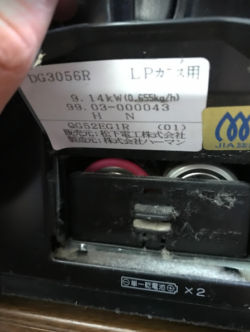 DG3056R LPガス用
9.14kW(0.655kg/h)
99.03-000043
H N
QG52EG1R (01)
販売元:松下電工株式会社
製造元:株式会社ハーマン
JIA
⊖単一乾電池⊕ ×2